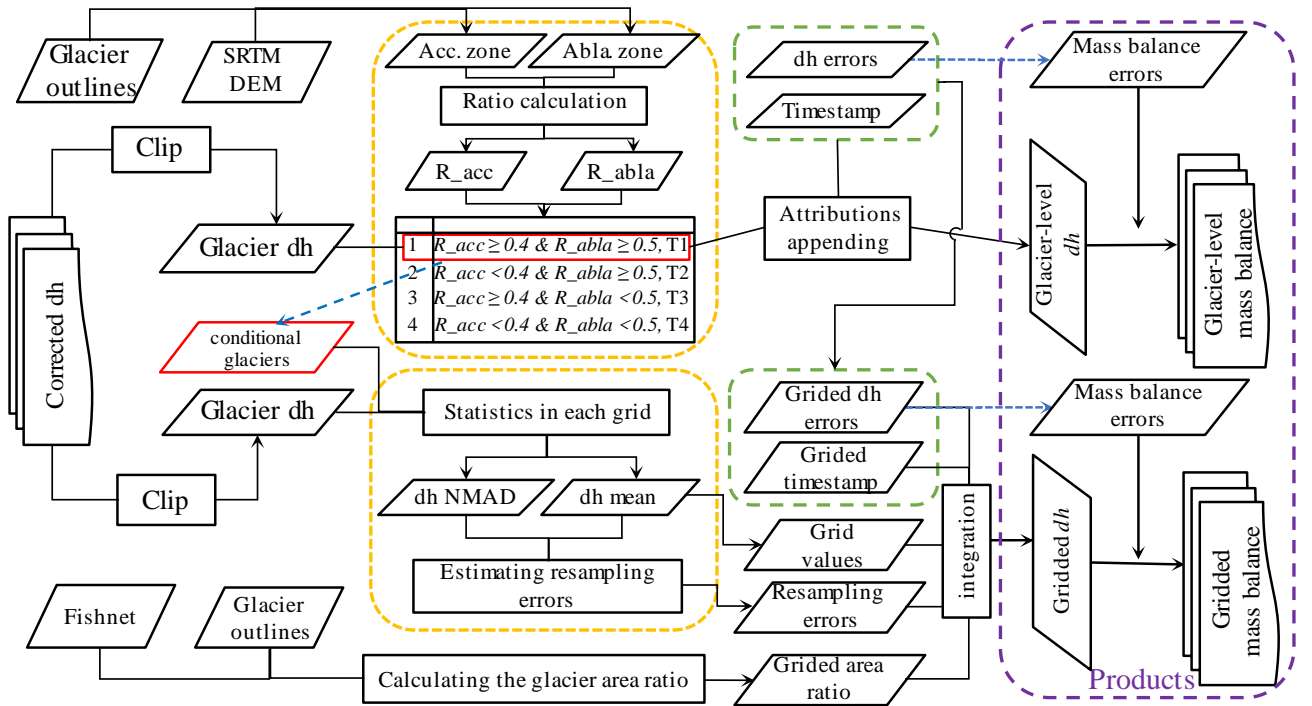 Glacier
outlines
SRTM
DEM
Acc. zone
Abla. zone
Ratio calculation
R_acc
R_abla
1 R_acc ≥ 0.4 & R_abla ≥ 0.5, T1
2 R_acc < 0.4 & R_abla ≥ 0.5, T2
3 R_acc ≥ 0.4 & R_abla < 0.5, T3
4 R_acc < 0.4 & R_abla < 0.5, T4
dh errors
Timestamp
Mass balance
errors
Clip
Glacier dh
Corrected dh
conditional
glaciers
Glacier dh
Clip
Attributions
appending
Glacier-level
dh
Glacier-level
mass balance
Statistics in each grid
dh NMAD
dh mean
Estimating resampling
errors
Grided dh
errors
Grided
timestamp
Mass balance
errors
Grid
values
Resampling
errors
integration
Gridded dh
Gridded
mass balance
Fishnet
Glacier
outlines
Calculating the glacier area ratio
Grided area
ratio
Products